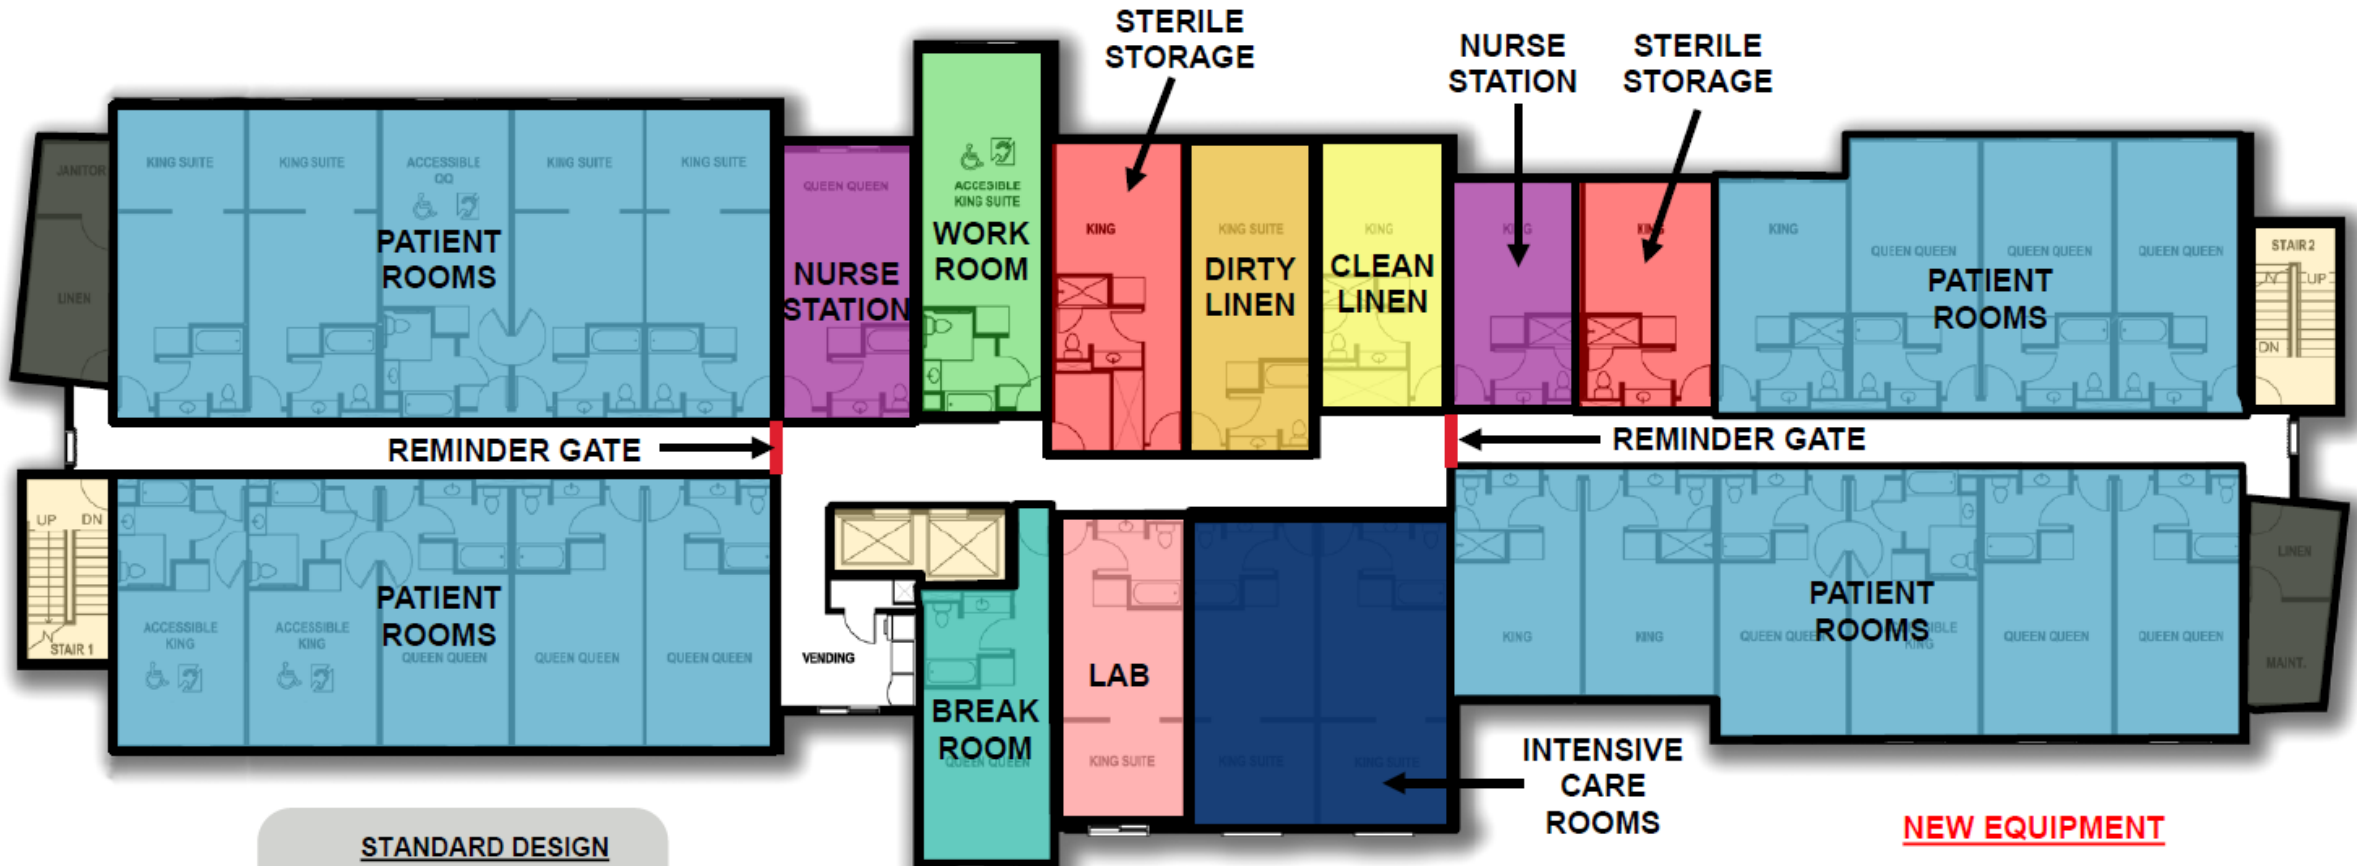 STERILE
STORAGE
NURSE
STATION
STERILE
STORAGE
JANITOR
LINEN
KING SUITE
KING SUITE
ACCESSIBLE
QQ
KING SUITE
KING SUITE
PATIENT
ROOMS
QUEEN QUEEN
NURSE
STATION
ACCESIBLE
KING SUITE
WORK
ROOM
KING
KING SUITE
DIRTY
LINEN
KING
CLEAN
LINEN
KING
KING
KING
QUEEN QUEEN
QUEEN QUEEN
QUEEN QUEEN
PATIENT
ROOMS
STAIR 2
UP
DN
REMINDER GATE
REMINDER GATE
UP DN
STAIR 1
ACCESSIBLE
KING
ACCESSIBLE
KING
PATIENT
ROOMS
QUEEN QUEEN
QUEEN QUEEN
QUEEN QUEEN
VENDING
BREAK
ROOM
QUEEN QUEEN
LAB
KING SUITE
KING SUITE
KING SUITE
KING
KING
QUEEN QUEEN
PATIENT
ROOMS
KING
QUEEN QUEEN
QUEEN QUEEN
LINEN
MAINT.
INTENSIVE
CARE
ROOMS
STANDARD DESIGN
NEW EQUIPMENT